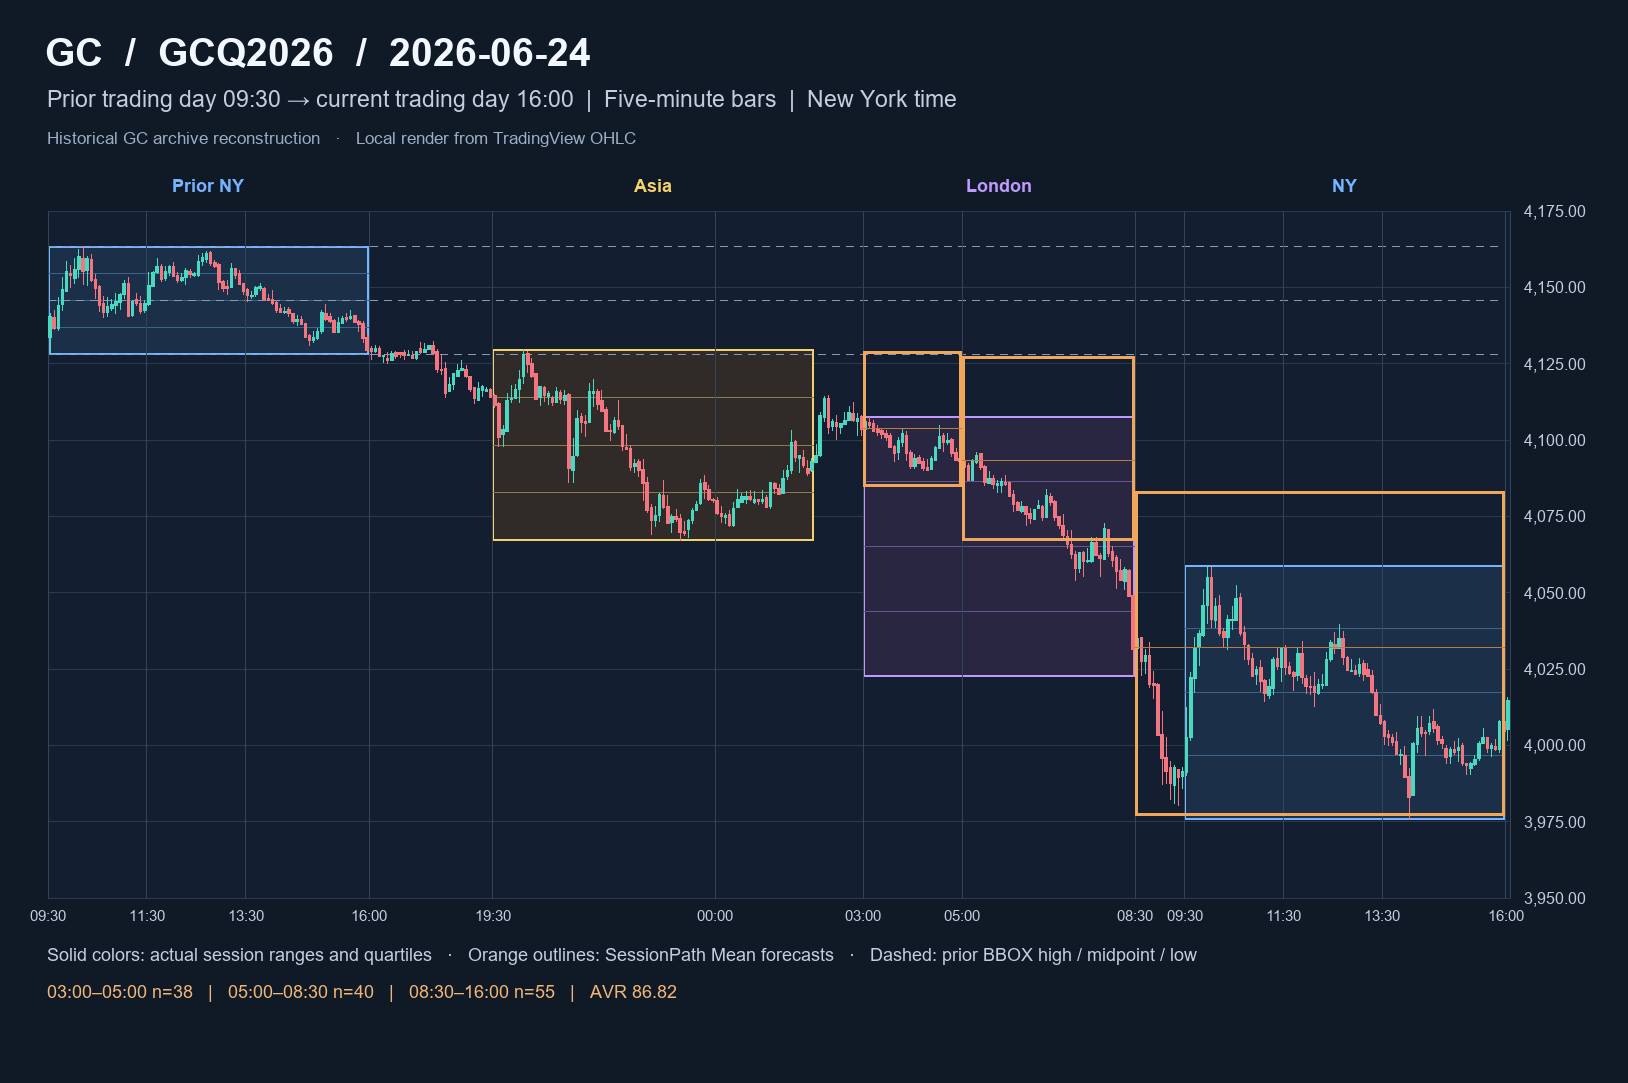 GC / GCQ2026 / 2026-06-24
Prior trading day 09:30 → current trading day 16:00 | Five-minute bars | New York time
Historical GC archive reconstruction · Local render from TradingView OHLC
Prior NY Asia London NY
4,175.00
4,150.00
4,125.00
4,100.00
4,075.00
4,050.00
4,025.00
4,000.00
3,975.00
3,950.00
09:30 11:30 13:30 16:00 19:30 00:00 03:00 05:00 08:30 09:30 11:30 13:30 16:00
Solid colors: actual session ranges and quartiles · Orange outlines: SessionPath Mean forecasts · Dashed: prior BBOX high / midpoint / low
03:00–05:00 n=38 | 05:00–08:30 n=40 | 08:30–16:00 n=55 | AVR 86.82